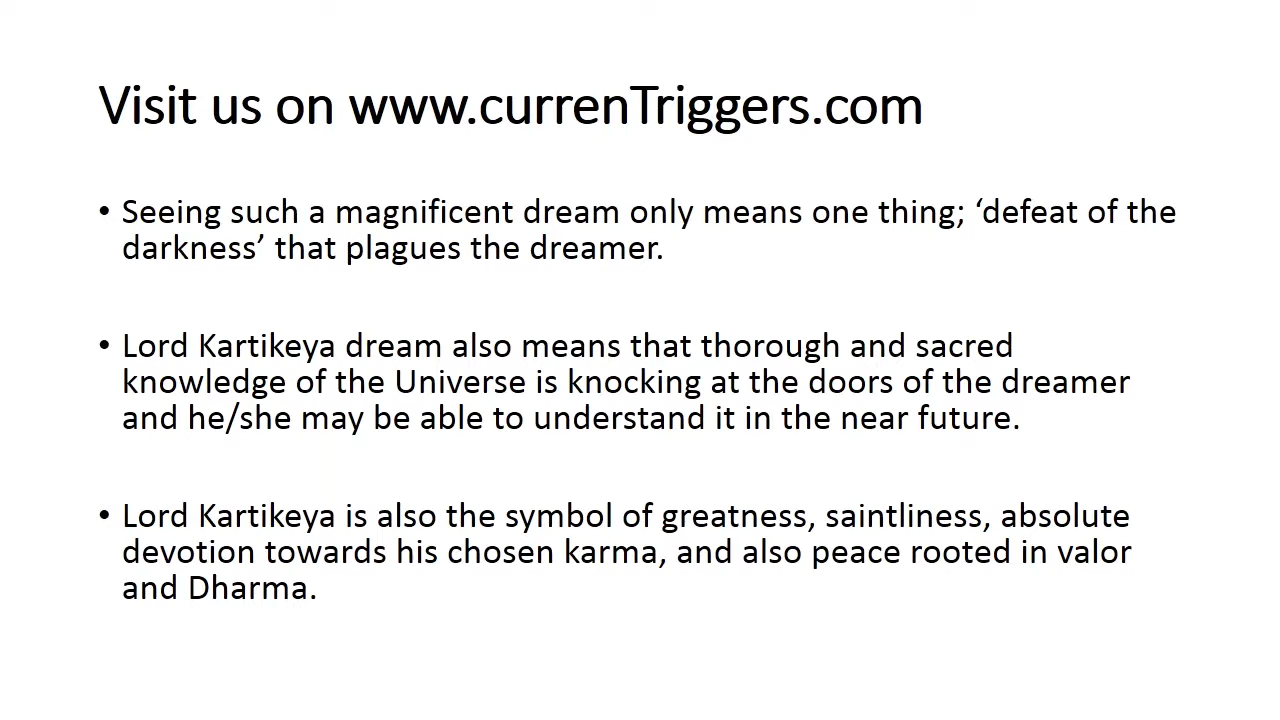 Visit us on www.currenTriggers.com
• Seeing such a magnificent dream only means one thing; ‘defeat of the
darkness’ that plagues the dreamer.
• Lord Kartikeya dream also means that thorough and sacred
knowledge of the Universe is knocking at the doors of the dreamer
and he/she may be able to understand it in the near future.
• Lord Kartikeya is also the symbol of greatness, saintliness, absolute
devotion towards his chosen karma, and also peace rooted in valor
and Dharma.